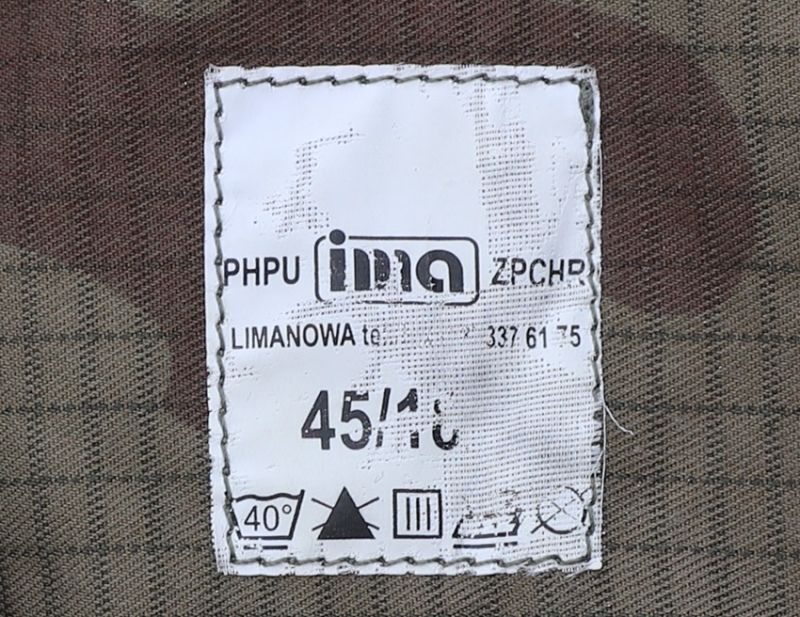 PHPU ima ZPCHR
LIMANOWA 337 61 75
40°